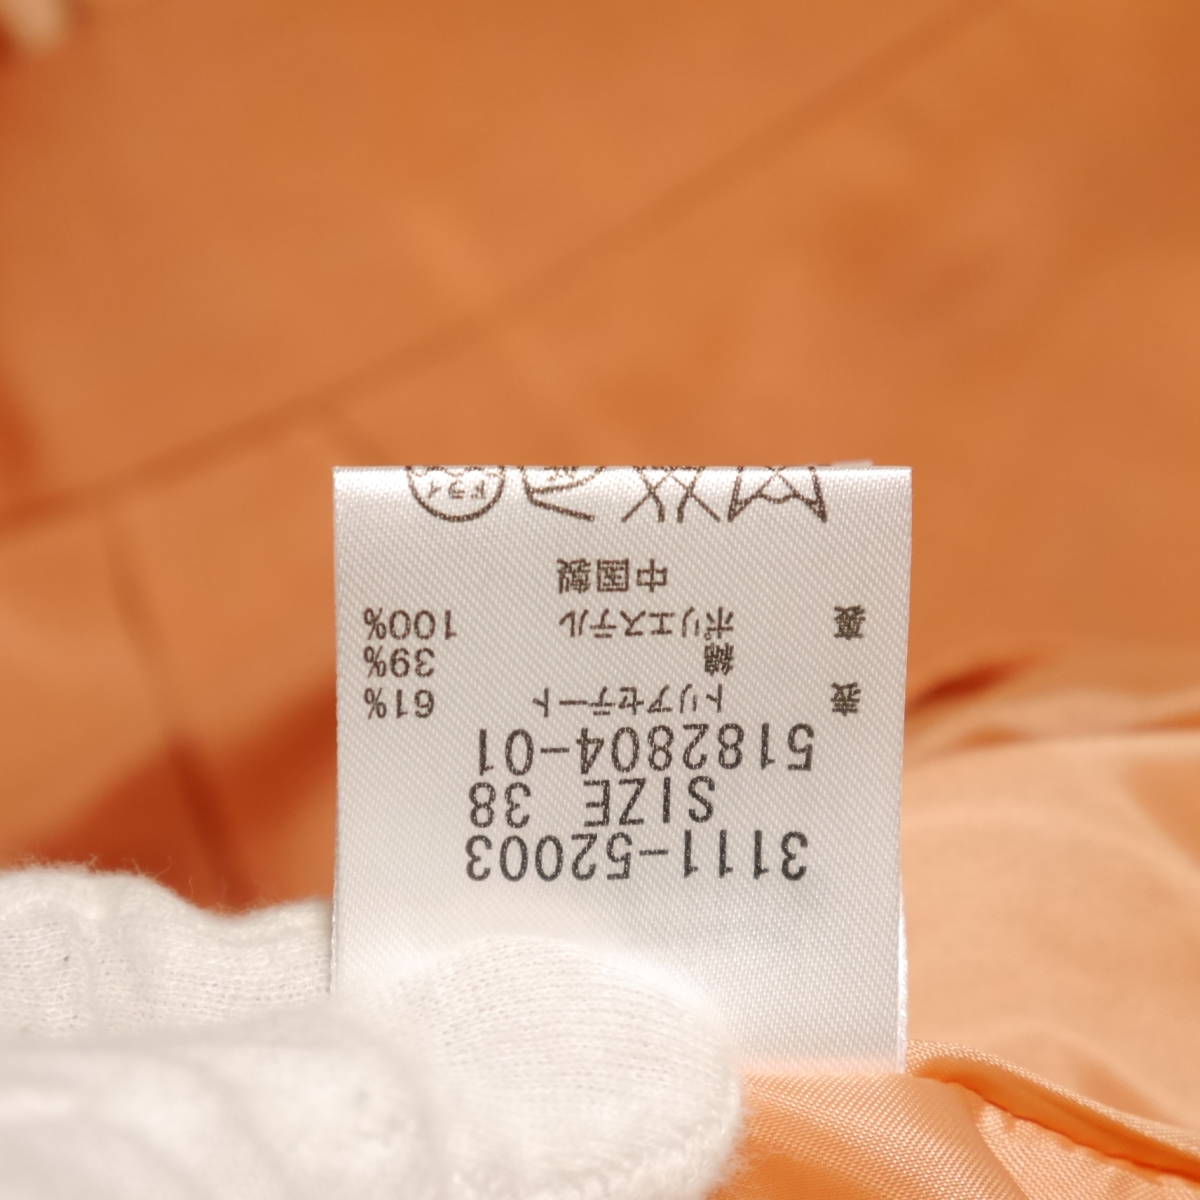 3111-52003
SIZE 38
5182804-01
表 トリアセテート 61%
綿 39%
裏 ポリエステル 100%
中国製
ドライ